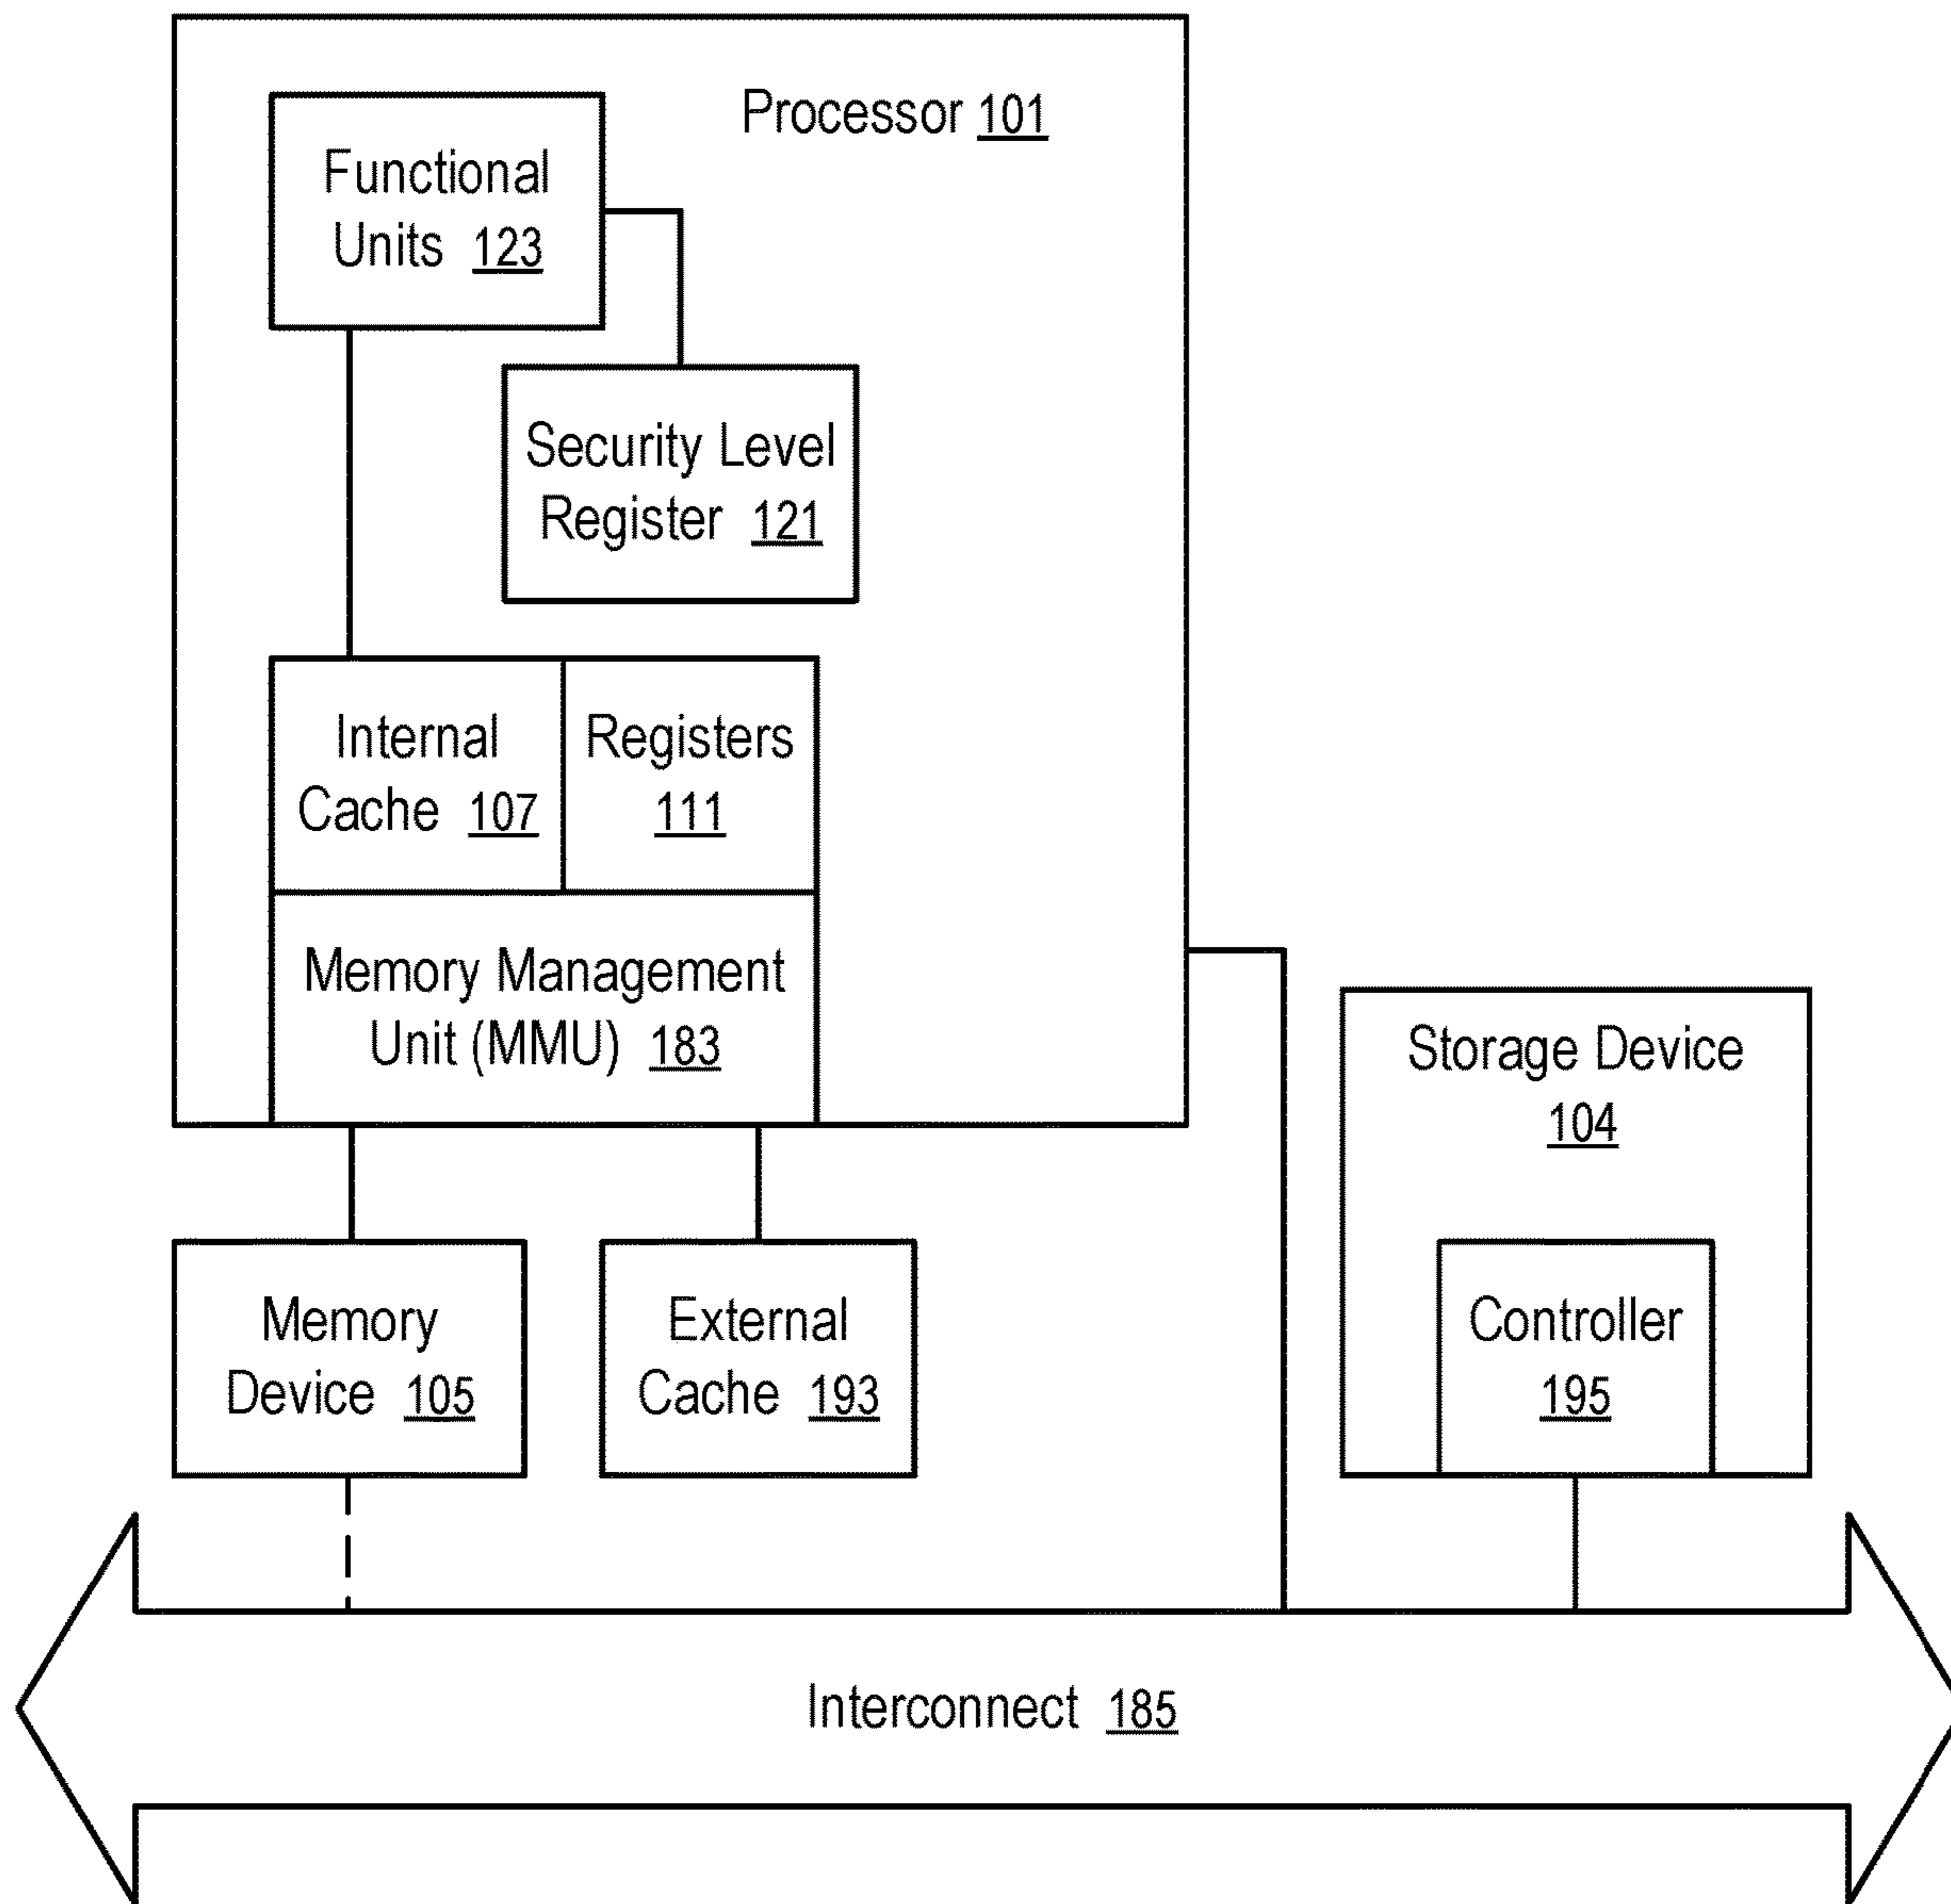 Processor 101
Functional
Units 123
Security Level
Register 121
Internal
Cache 107
Registers
111
Memory Management
Unit (MMU) 183
Storage Device
104
Controller
195
Memory
Device 105
External
Cache 193
Interconnect 185